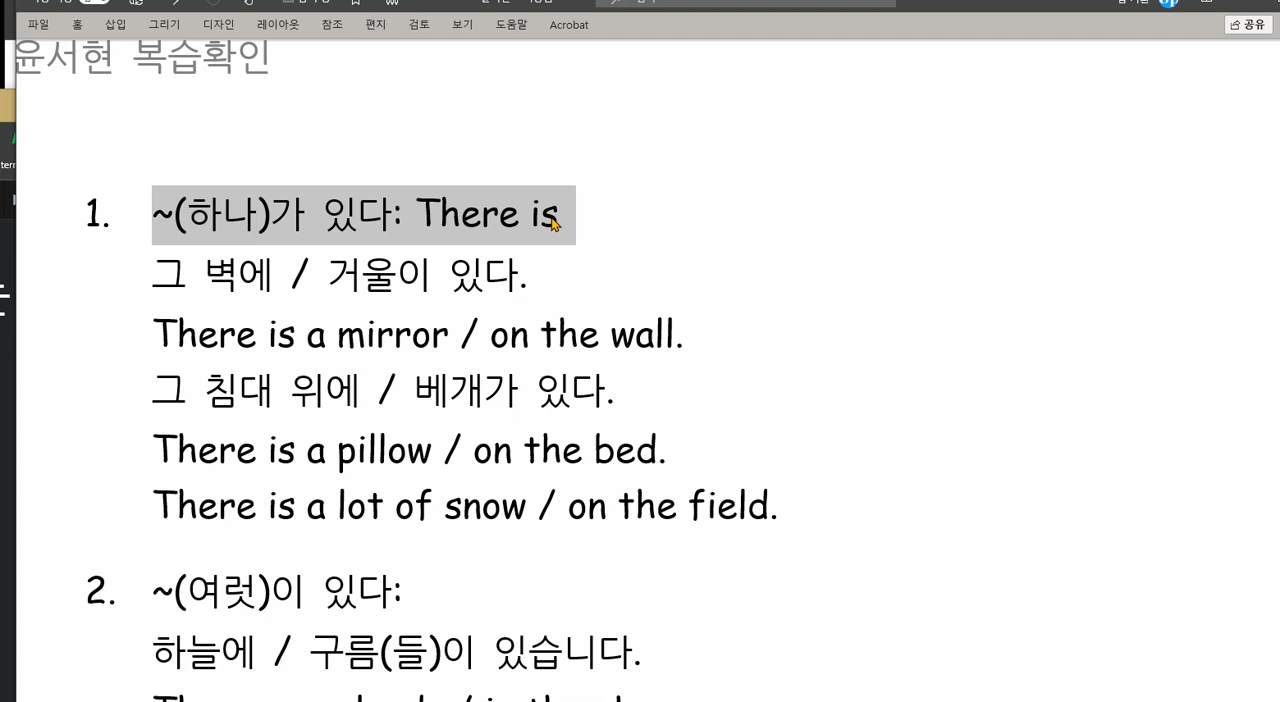 파일 홈 삽입 그리기 디자인 레이아웃 참조 편지 검토 보기 도움말 Acrobat 공유
윤서현 복습확인
1. ~(하나)가 있다: There is
그 벽에 / 거울이 있다.
There is a mirror / on the wall.
그 침대 위에 / 베개가 있다.
There is a pillow / on the bed.
There is a lot of snow / on the field.
2. ~(여럿)이 있다:
하늘에 / 구름(들)이 있습니다.